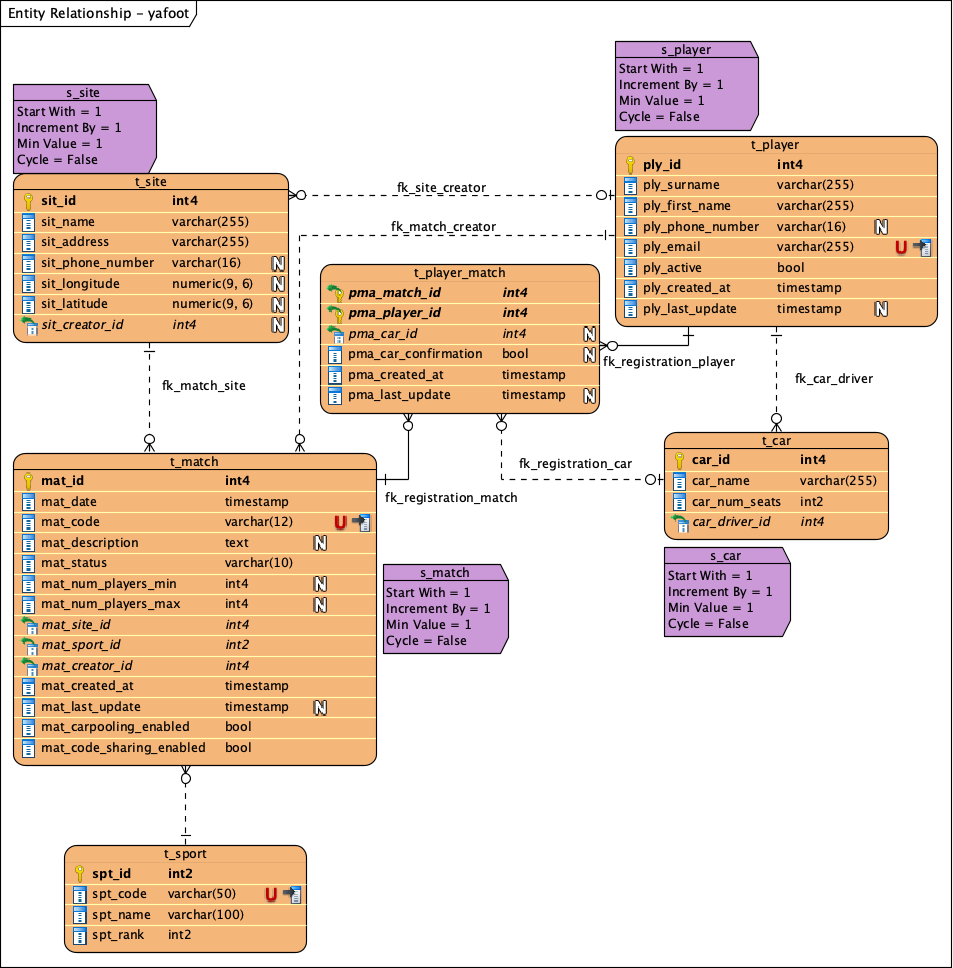 Entity Relationship - yafoot
s_player
Start With = 1
Increment By = 1
Min Value = 1
Cycle = False
s_site
Start With = 1
Increment By = 1
Min Value = 1
Cycle = False
t_player
ply_id int4
ply_surname varchar(255)
ply_first_name varchar(255)
ply_phone_number varchar(16) N
ply_email varchar(255) U
ply_active bool
ply_created_at timestamp
ply_last_update timestamp N
t_site
sit_id int4
sit_name varchar(255)
sit_address varchar(255)
sit_phone_number varchar(16) N
sit_longitude numeric(9, 6) N
sit_latitude numeric(9, 6) N
sit_creator_id int4 N
fk_site_creator
fk_match_creator
t_player_match
pma_match_id int4
pma_player_id int4
pma_car_id int4 N
pma_car_confirmation bool N
pma_created_at timestamp
pma_last_update timestamp N
fk_registration_player
fk_car_driver
fk_match_site
t_car
car_id int4
car_name varchar(255)
car_num_seats int2
car_driver_id int4
fk_registration_car
fk_registration_match
t_match
mat_id int4
mat_date timestamp
mat_code varchar(12) U
mat_description text N
mat_status varchar(10)
mat_num_players_min int4 N
mat_num_players_max int4 N
mat_site_id int4
mat_sport_id int2
mat_creator_id int4
mat_created_at timestamp
mat_last_update timestamp N
mat_carpooling_enabled bool
mat_code_sharing_enabled bool
s_match
Start With = 1
Increment By = 1
Min Value = 1
Cycle = False
s_car
Start With = 1
Increment By = 1
Min Value = 1
Cycle = False
t_sport
spt_id int2
spt_code varchar(50) U
spt_name varchar(100)
spt_rank int2